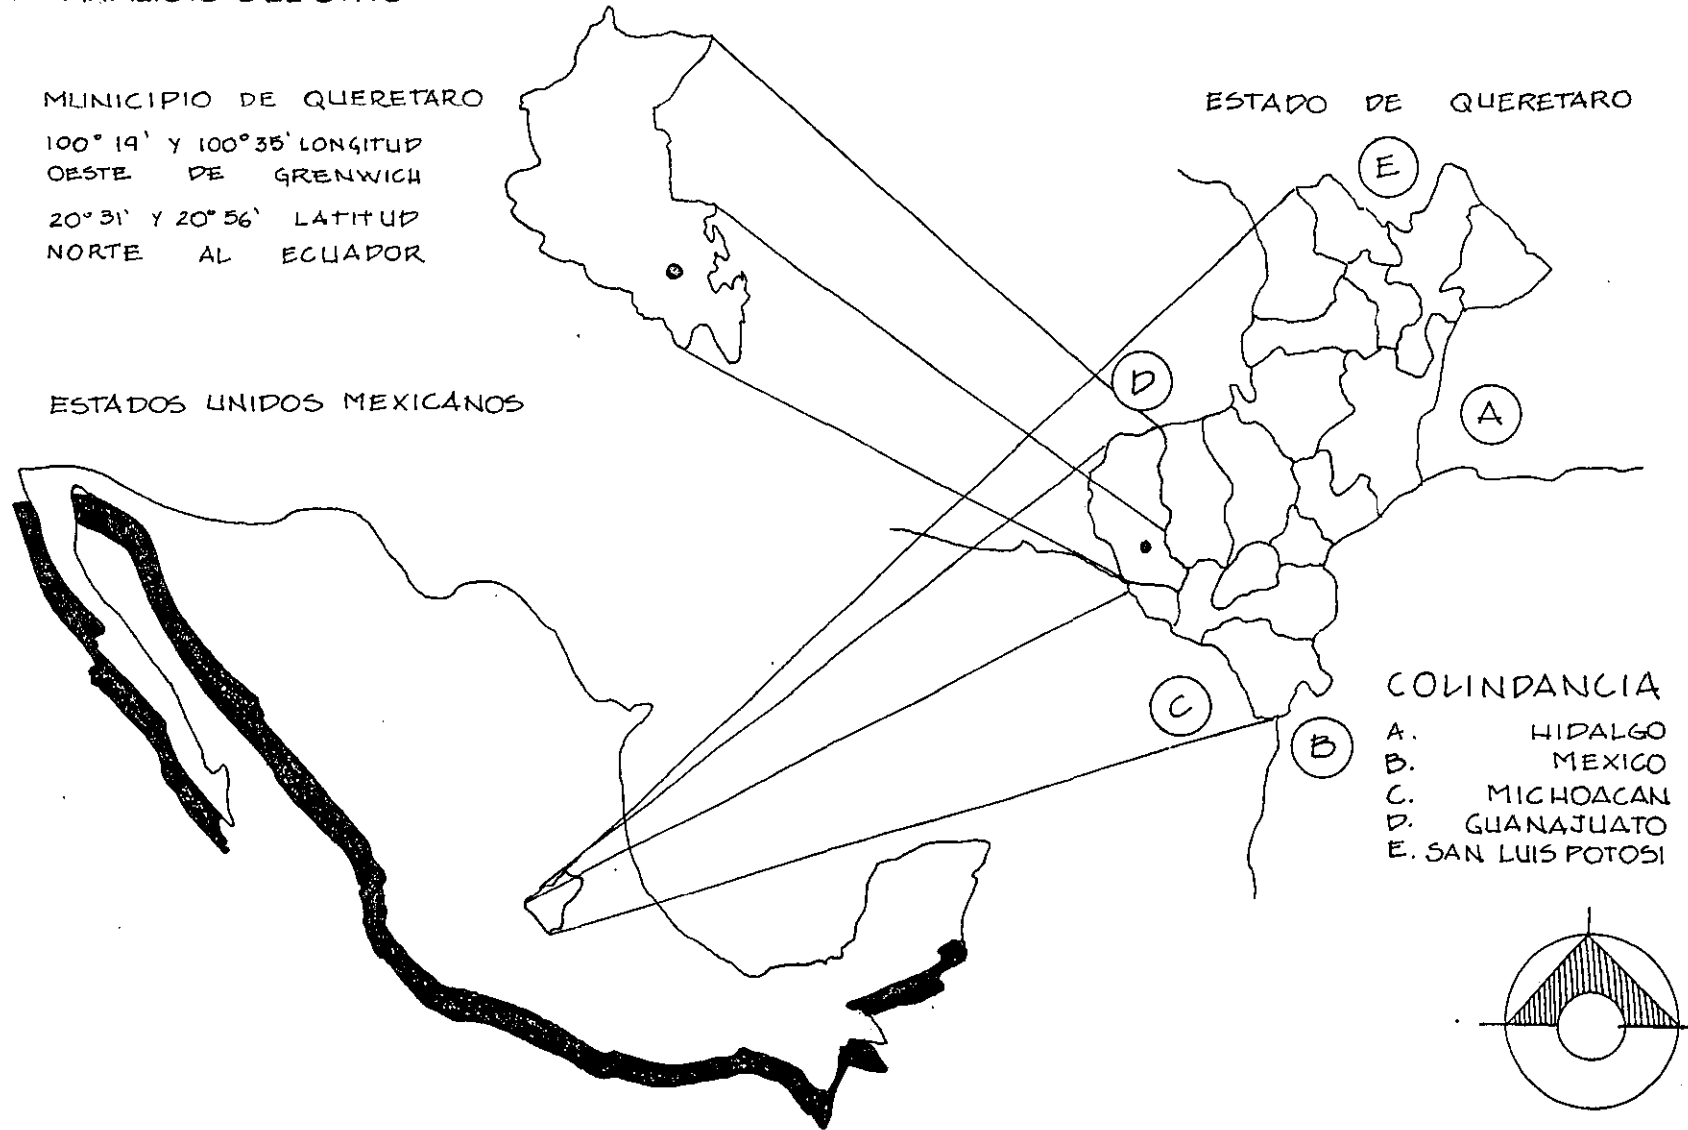 MUNICIPIO DE QUERETARO
100° 19' Y 100° 35' LONGITUD
OESTE DE GRENWICH
20° 31' Y 20° 56' LATITUD
NORTE AL ECUADOR
ESTADO DE QUERETARO
E
D
A
ESTADOS UNIDOS MEXICANOS
C
B
COLINDANCIA
A. HIDALGO
B. MEXICO
C. MICHOACAN
D. GUANAJUATO
E. SAN LUIS POTOSI